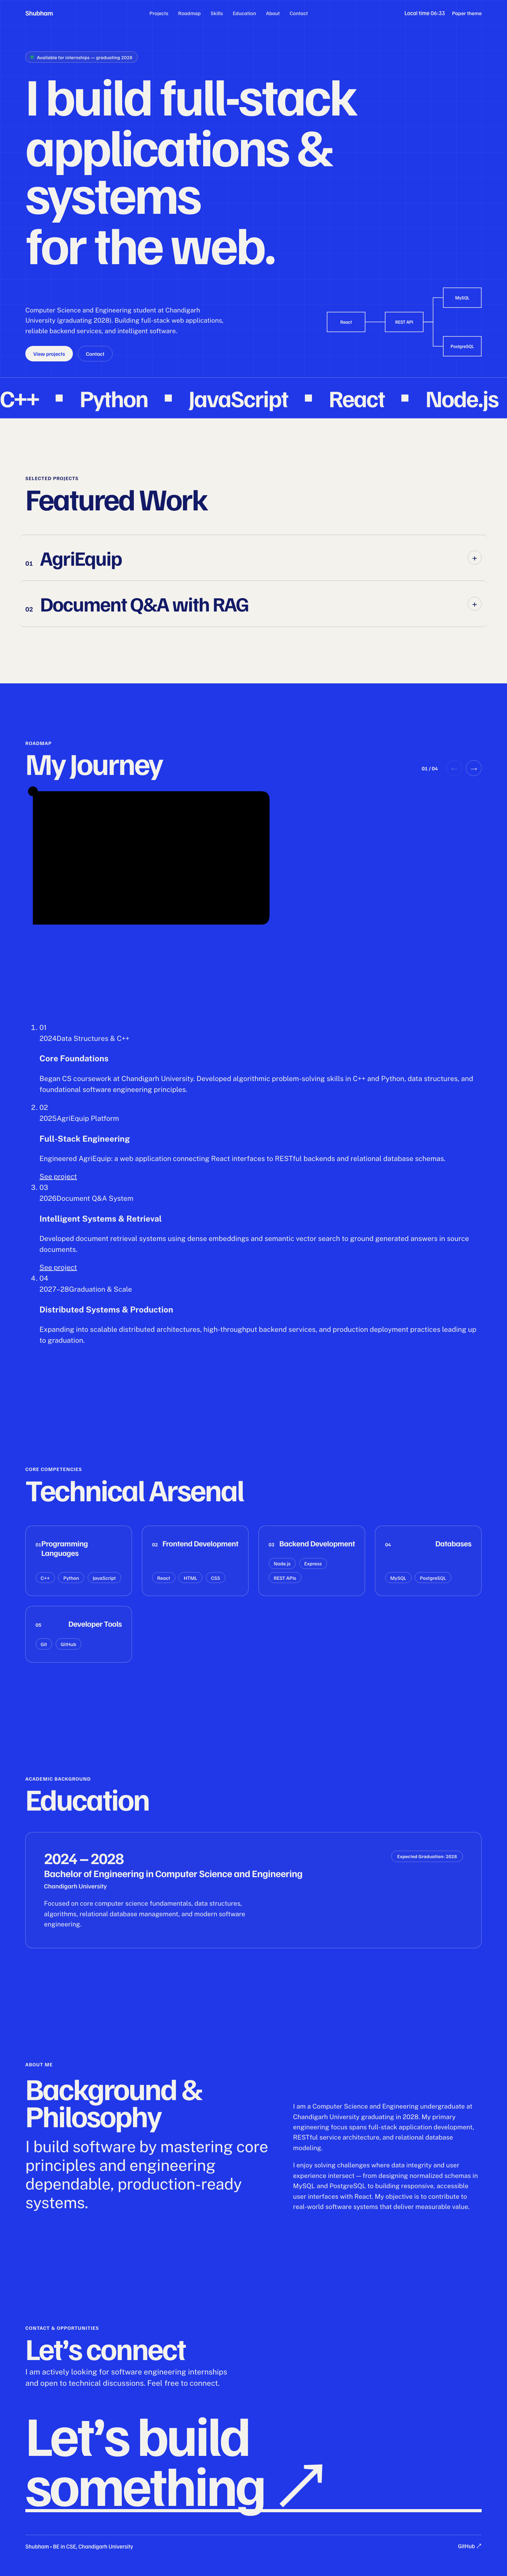 Shubham
Projects Roadmap Skills Education About Contact
Local time 06:33 Paper theme
Available for internships — graduating 2028
I build full-stack
applications &
systems
for the web.
Computer Science and Engineering student at Chandigarh
University (graduating 2028). Building full-stack web applications,
reliable backend services, and intelligent software.
View projects Contact
React REST API MySQL PostgreSQL
C++ Python JavaScript React Node.js
SELECTED PROJECTS
Featured Work
01 AgriEquip +
02 Document Q&A with RAG +
ROADMAP
My Journey
01 / 04 ← →
1. 01
2024Data Structures & C++
Core Foundations
Began CS coursework at Chandigarh University. Developed algorithmic problem-solving skills in C++ and Python, data structures, and
foundational software engineering principles.
2. 02
2025AgriEquip Platform
Full-Stack Engineering
Engineered AgriEquip: a web application connecting React interfaces to RESTful backends and relational database schemas.
See project
3. 03
2026Document Q&A System
Intelligent Systems & Retrieval
Developed document retrieval systems using dense embeddings and semantic vector search to ground generated answers in source
documents.
See project
4. 04
2027–28Graduation & Scale
Distributed Systems & Production
Expanding into scalable distributed architectures, high-throughput backend services, and production deployment practices leading up
to graduation.
CORE COMPETENCIES
Technical Arsenal
01 Programming
Languages
C++ Python JavaScript
02 Frontend Development
React HTML CSS
03 Backend Development
Node.js Express
REST APIs
04 Databases
MySQL PostgreSQL
05 Developer Tools
Git GitHub
ACADEMIC BACKGROUND
Education
2024 – 2028
Expected Graduation: 2028
Bachelor of Engineering in Computer Science and Engineering
Chandigarh University
Focused on core computer science fundamentals, data structures,
algorithms, relational database management, and modern software
engineering.
ABOUT ME
Background &
Philosophy
I build software by mastering core
principles and engineering
dependable, production-ready
systems.
I am a Computer Science and Engineering undergraduate at
Chandigarh University graduating in 2028. My primary
engineering focus spans full-stack application development,
RESTful service architecture, and relational database
modeling.
I enjoy solving challenges where data integrity and user
experience intersect — from designing normalized schemas in
MySQL and PostgreSQL to building responsive, accessible
user interfaces with React. My objective is to contribute to
real-world software systems that deliver measurable value.
CONTACT & OPPORTUNITIES
Let’s connect
I am actively looking for software engineering internships
and open to technical discussions. Feel free to connect.
Let’s build
something ↗
Shubham • BE in CSE, Chandigarh University
GitHub ↗